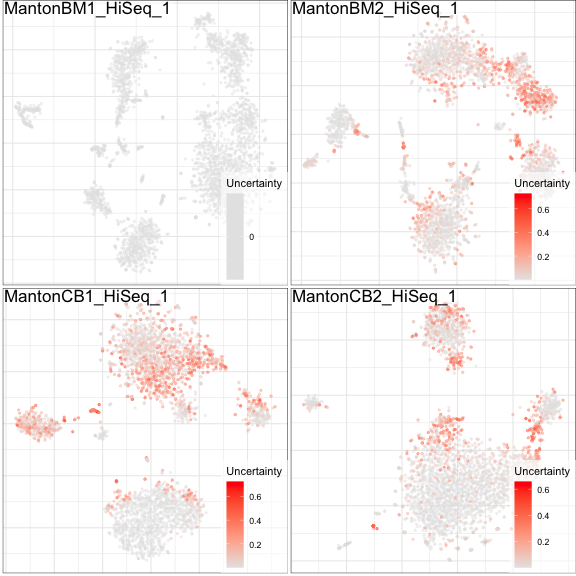 MantonBM1_HiSeq_1
Uncertainty
0
MantonBM2_HiSeq_1
Uncertainty
0.6
0.4
0.2
MantonCB1_HiSeq_1
Uncertainty
0.6
0.4
0.2
MantonCB2_HiSeq_1
Uncertainty
0.6
0.4
0.2